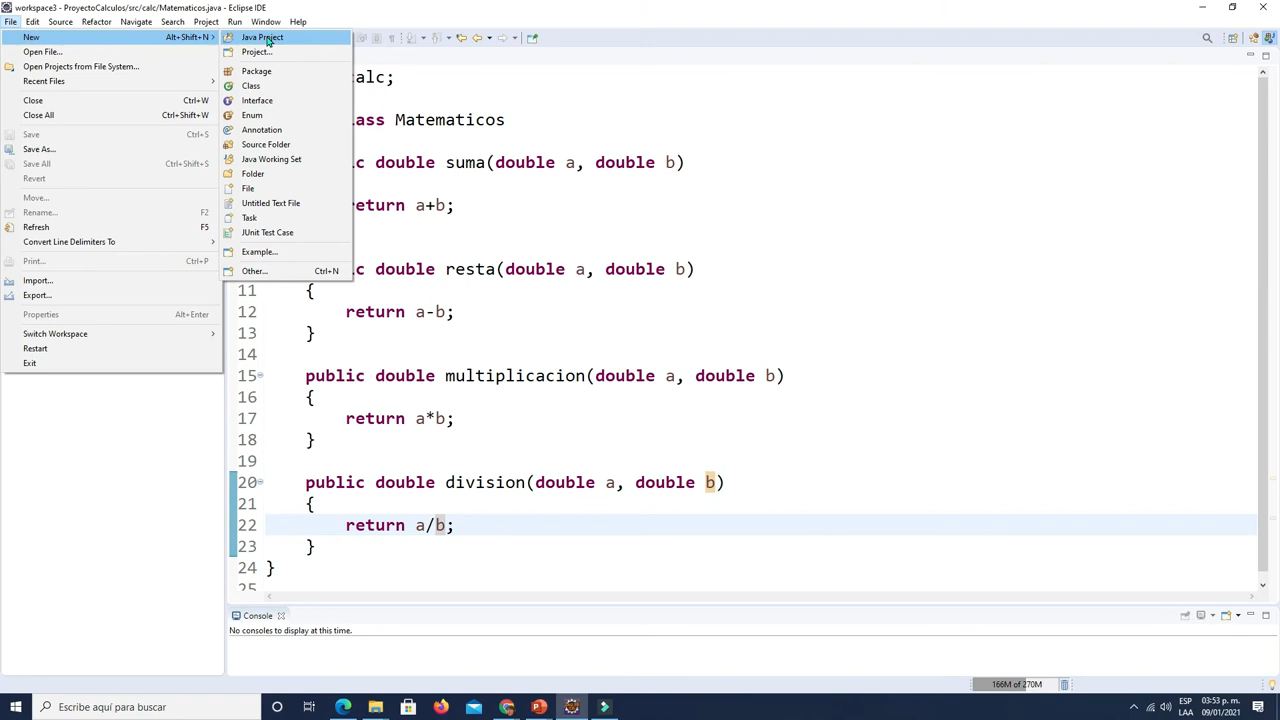 workspace3 - ProyectoCalculos/src/calc/Matematicos.java - Eclipse IDE
File Edit Source Refactor Navigate Search Project Run Window Help
New Alt+Shift+N
Open File...
Open Projects from File System...
Recent Files
Close Ctrl+W
Close All Ctrl+Shift+W
Save Ctrl+S
Save As...
Save All Ctrl+Shift+S
Revert
Move...
Rename... F2
Refresh F5
Convert Line Delimiters To
Print... Ctrl+P
Import...
Export...
Properties Alt+Enter
Switch Workspace
Restart
Exit
Java Project
Project...
Package
Class
Interface
Enum
Annotation
Source Folder
Java Working Set
Folder
File
Untitled Text File
Task
JUnit Test Case
Example...
Other... Ctrl+N
alc;
ass Matematicos
c double suma(double a, double b)
return a+b;
c double resta(double a, double b)
11 {
12 return a-b;
13 }
14
15 public double multiplicacion(double a, double b)
16 {
17 return a*b;
18 }
19
20 public double division(double a, double b)
21 {
22 return a/b;
23 }
24 }
25
Console
No consoles to display at this time.
166M of 270M
Escribe aquí para buscar
ESP
LAA
03:53 p. m.
09/01/2021